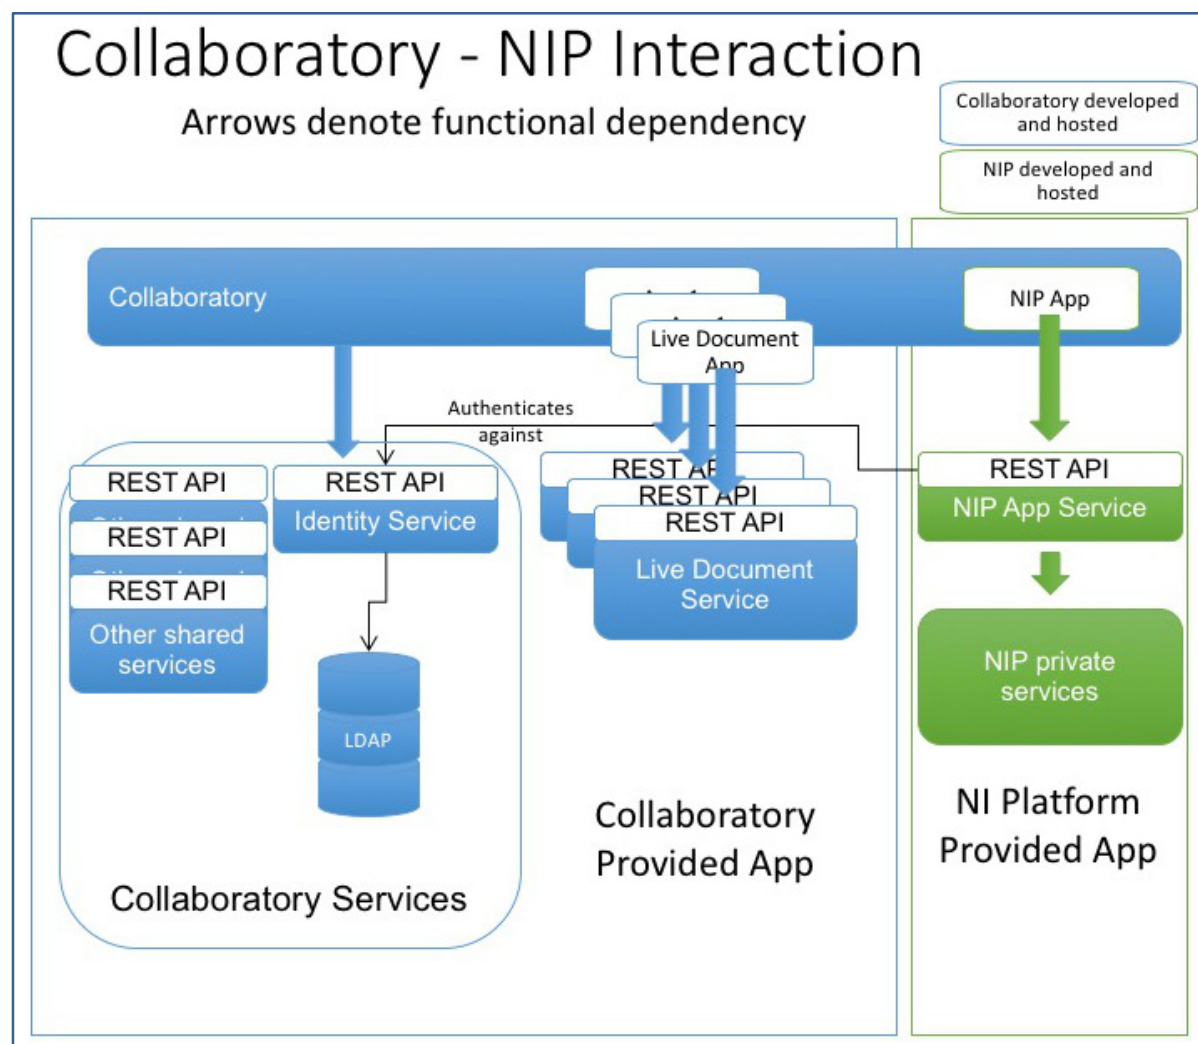 Collaboratory - NIP Interaction
Arrows denote functional dependency
Collaboratory developed
and hosted
NIP developed and
hosted
Collaboratory
NIP App
Live Document
App
Authenticates
against
REST API
REST API
Identity Service
REST API
REST API
Other shared
services
LDAP
Collaboratory Services
REST API
REST API
REST API
Live Document
Service
Collaboratory
Provided App
REST API
NIP App Service
NIP private
services
NI Platform
Provided App